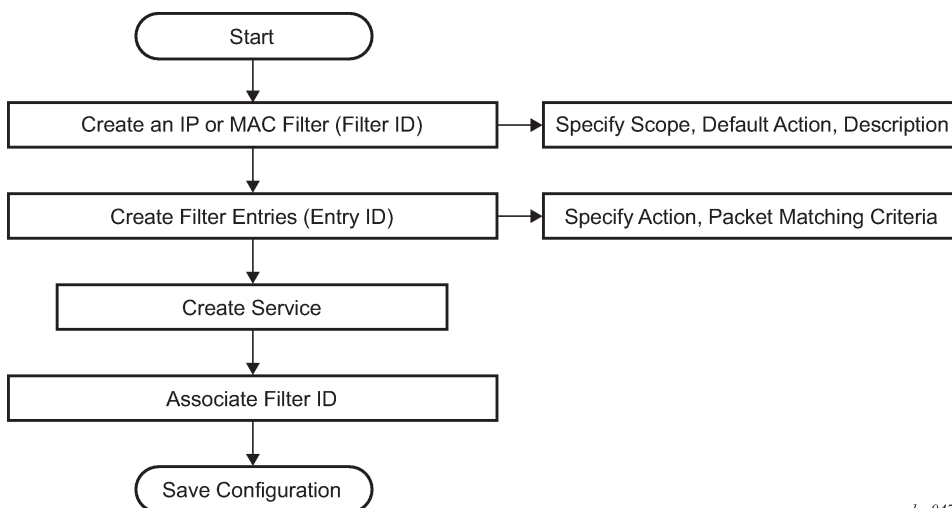 Start
Create an IP or MAC Filter (Filter ID)
Specify Scope, Default Action, Description
Create Filter Entries (Entry ID)
Specify Action, Packet Matching Criteria
Create Service
Associate Filter ID
Save Configuration